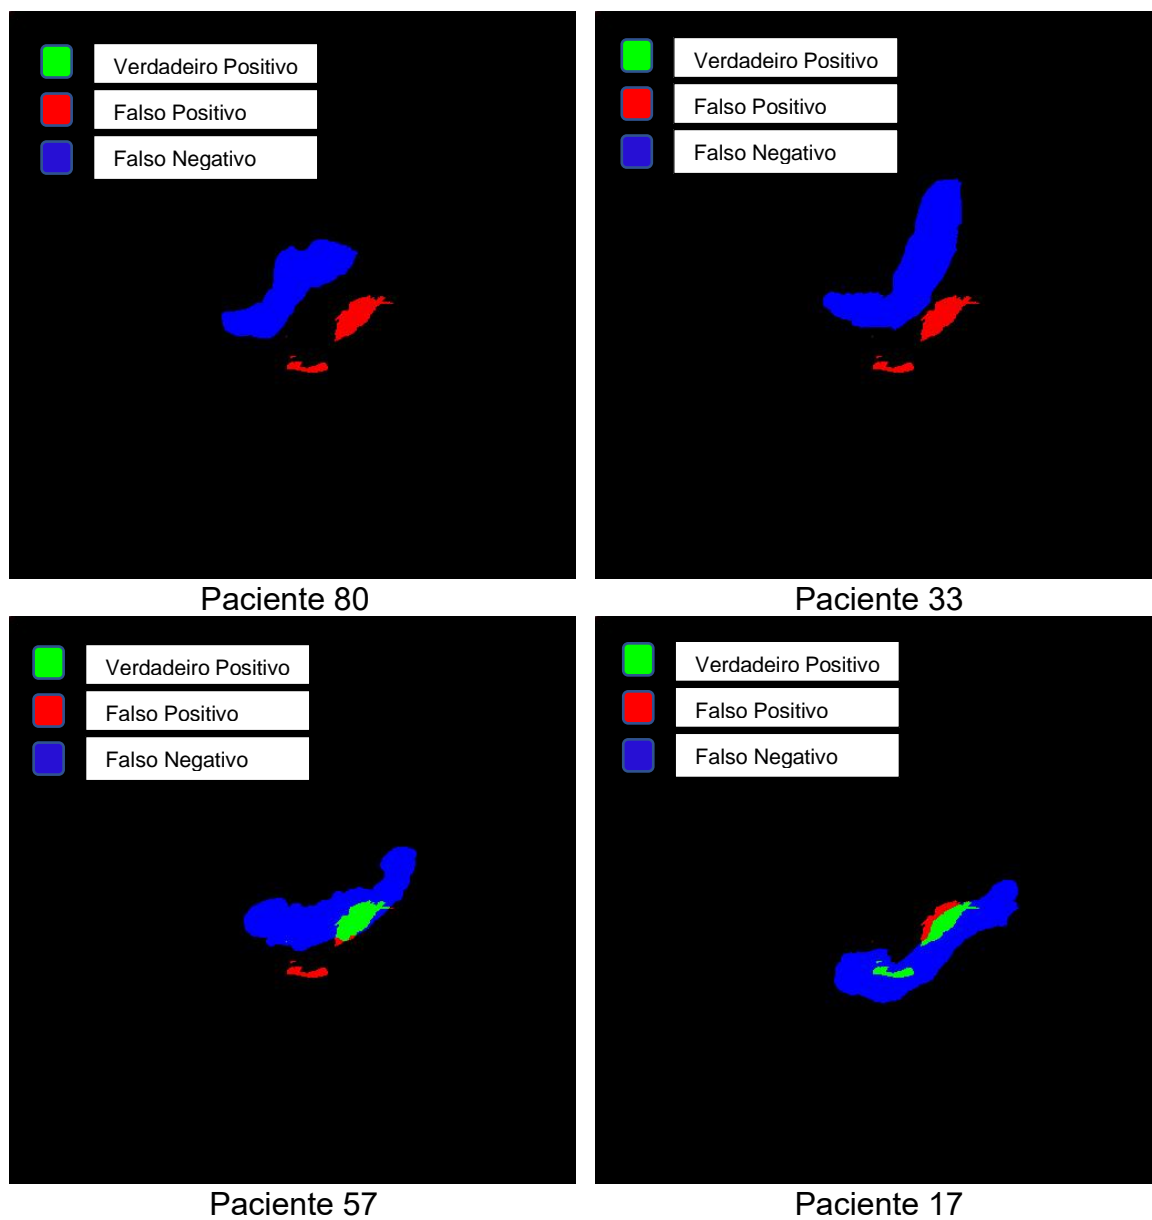 Verdadeiro Positivo
Falso Positivo
Falso Negativo
Verdadeiro Positivo
Falso Positivo
Falso Negativo
Paciente 80
Paciente 33
Verdadeiro Positivo
Falso Positivo
Falso Negativo
Verdadeiro Positivo
Falso Positivo
Falso Negativo
Paciente 57
Paciente 17